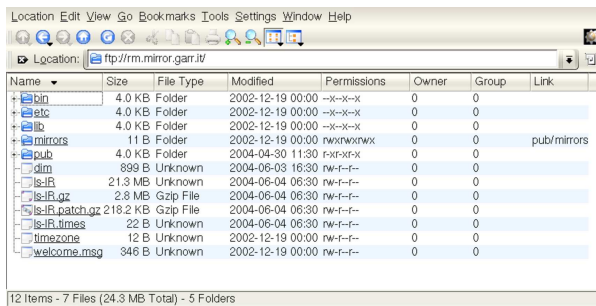 Location Edit View Go Bookmarks Tools Settings Window Help
Location: ftp://rm.mirror.garr.it/
Name Size File Type Modified Permissions Owner Group Link
bin 4.0 KB Folder 2002-12-19 00:00 --x--x--x 0 0
etc 4.0 KB Folder 2002-12-19 00:00 --x--x--x 0 0
lib 4.0 KB Folder 2002-12-19 00:00 --x--x--x 0 0
mirrors 11 B Folder 2002-12-19 00:00 rwxrwxrwx 0 0 pub/mirrors
pub 4.0 KB Folder 2004-04-30 11:30 r-xr-xr-x 0 0
dim 899 B Unknown 2004-06-03 16:30 rw-r--r-- 0 0
ls-lR 21.3 MB Unknown 2004-06-04 06:30 rw-r--r-- 0 0
ls-lR.gz 2.8 MB Gzip File 2004-06-04 06:30 rw-r--r-- 0 0
ls-lR.patch.gz 218.2 KB Gzip File 2004-06-04 06:30 rw-r--r-- 0 0
ls-lR.times 22 B Unknown 2004-06-04 06:30 rw-r--r-- 0 0
timezone 12 B Unknown 2002-12-19 00:00 rw-r--r-- 0 0
welcome.msg 346 B Unknown 2002-12-19 00:00 rw-r--r-- 0 0
12 Items - 7 Files (24.3 MB Total) - 5 Folders